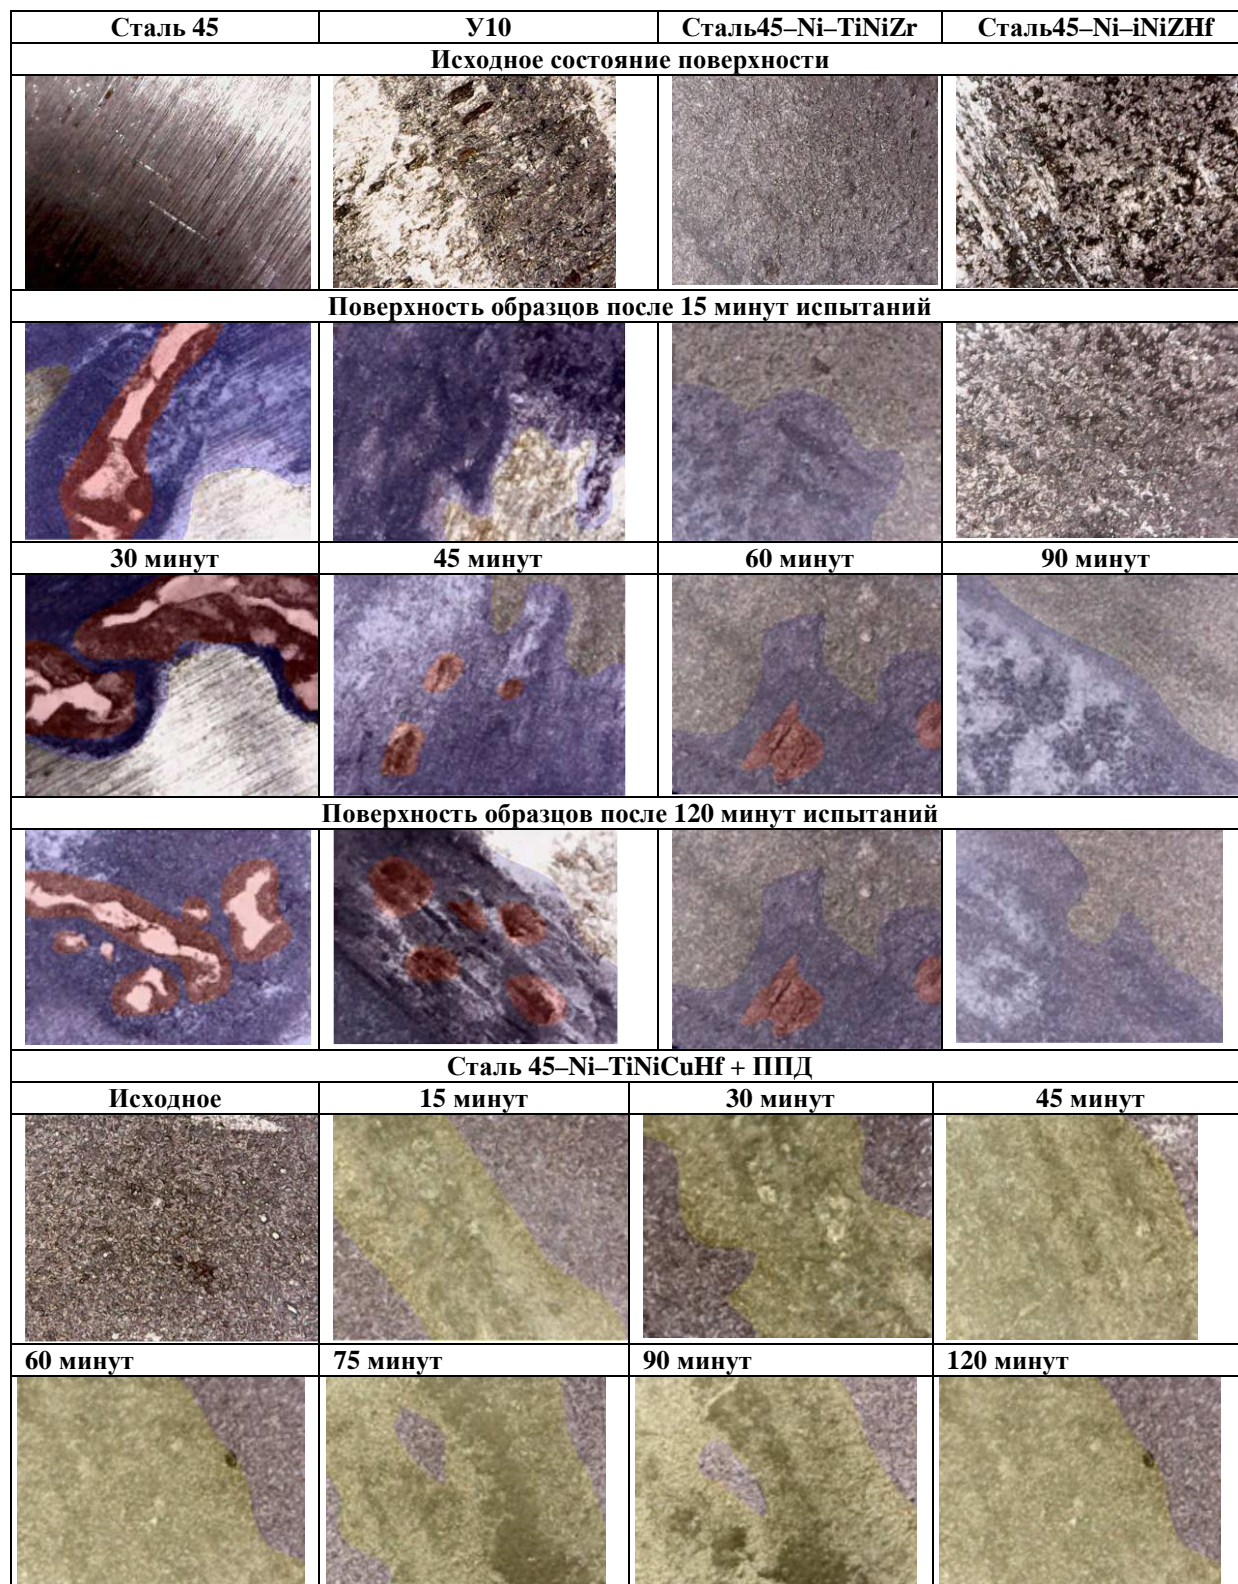 Сталь 45 У10 Сталь45–Ni–TiNiZr Сталь45–Ni–iNiZHf
Исходное состояние поверхности
Поверхность образцов после 15 минут испытаний
30 минут 45 минут 60 минут 90 минут
Поверхность образцов после 120 минут испытаний
Сталь 45–Ni–TiNiCuHf + ППД
Исходное 15 минут 30 минут 45 минут
60 минут 75 минут 90 минут 120 минут